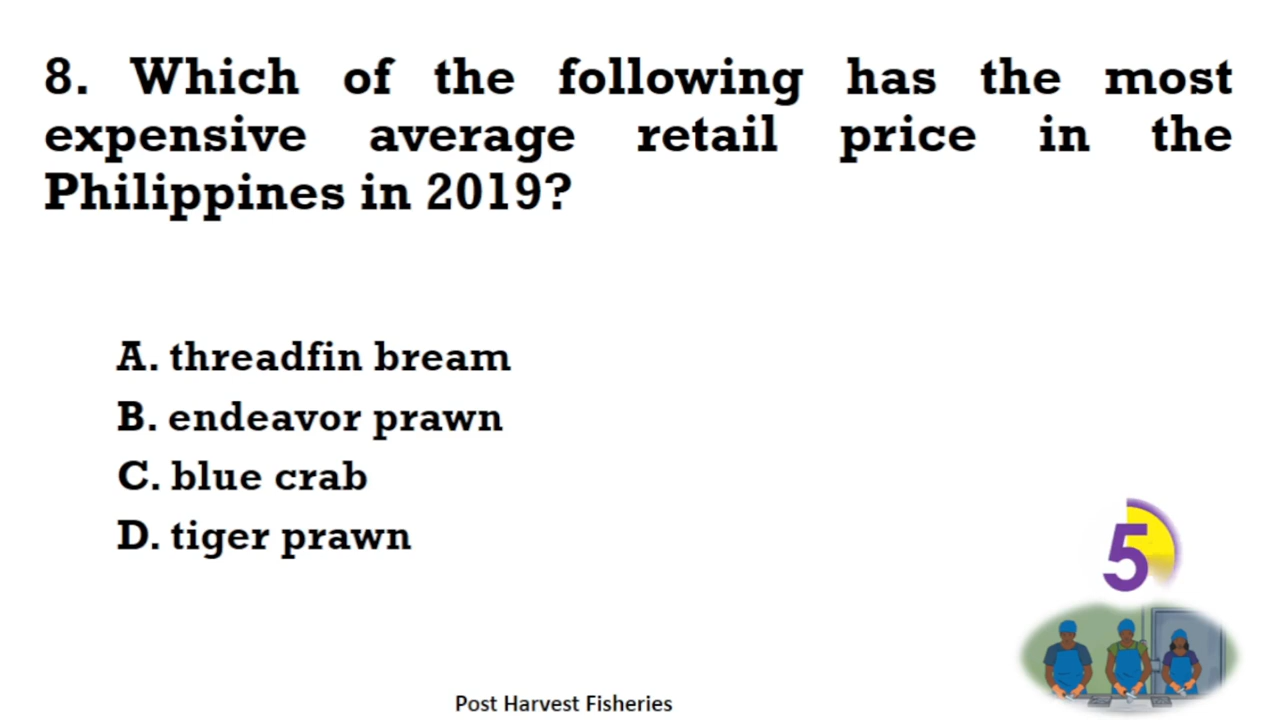 8. Which of the following has the most
expensive average retail price in the
Philippines in 2019?
A. threadfin bream
B. endeavor prawn
C. blue crab
D. tiger prawn
5
Post Harvest Fisheries